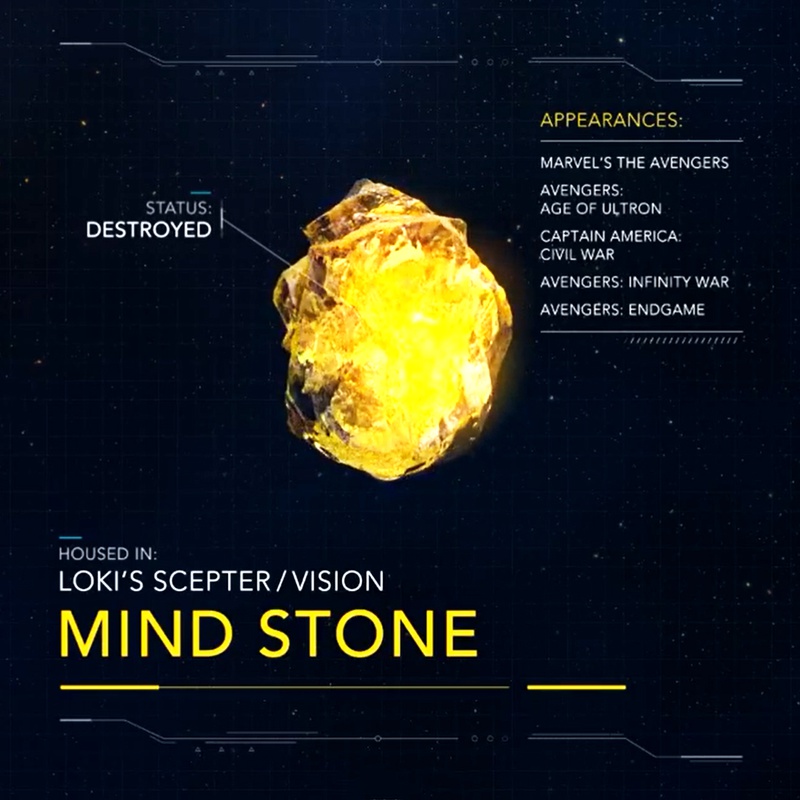 APPEARANCES:
MARVEL'S THE AVENGERS
AVENGERS:
AGE OF ULTRON
CAPTAIN AMERICA:
CIVIL WAR
AVENGERS: INFINITY WAR
AVENGERS: ENDGAME
STATUS:
DESTROYED
HOUSED IN:
LOKI'S SCEPTER / VISION
MIND STONE